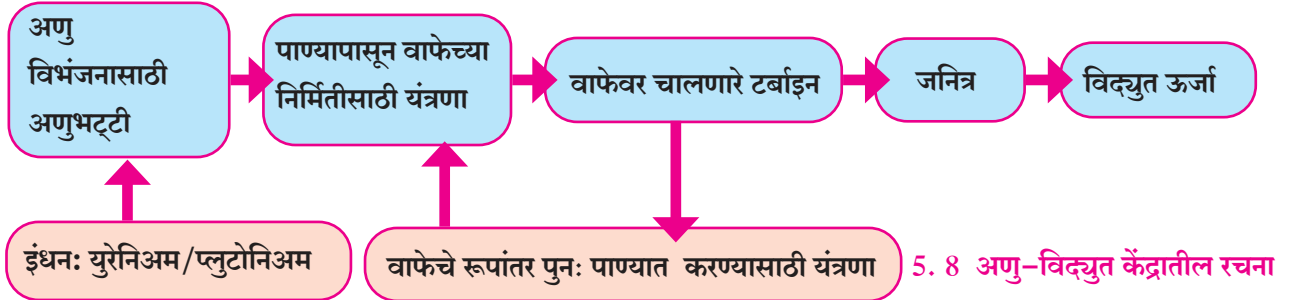 अणु
विभंजनासाठी
अणुभट्टी
पाण्यापासून वाफेच्या
निर्मितीसाठी यंत्रणा
वाफेवर चालणारे टर्बाइन
जनित्र
विद्युत ऊर्जा
इंधन: युरेनिअम/प्लुटोनिअम
वाफेचे रूपांतर पुनः पाण्यात करण्यासाठी यंत्रणा
5. 8 अणु-विद्युत केंद्रातील रचना